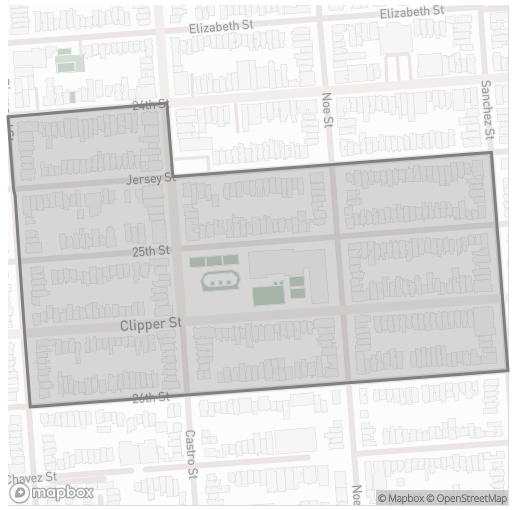 Elizabeth St
Elizabeth St
24th St
Noe St
Sanchez St
Jersey St
25th St
Clipper St
26th St
Castro St
Chavez St
Noe
mapbox
© Mapbox © OpenStreetMap